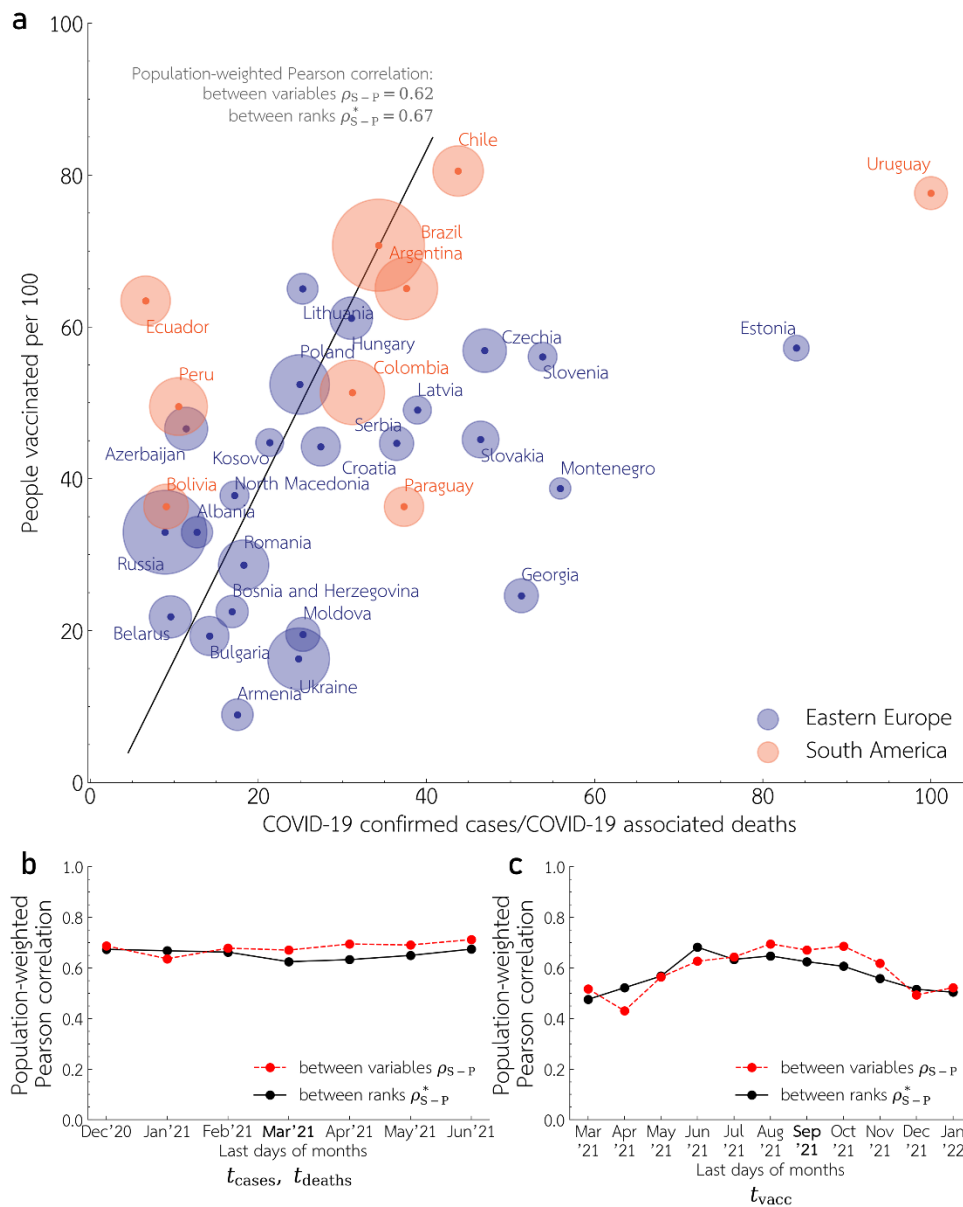 a
100
80
60
40
20
0
People vaccinated per 100
Population-weighted Pearson correlation:
between variables ρS−P = 0.62
between ranks ρ*S−P = 0.67
Chile
Uruguay
Brazil
Argentina
Lithuania
Ecuador
Hungary
Czechia
Estonia
Poland
Slovenia
Peru
Colombia
Latvia
Azerbaijan
Kosovo
Serbia
Croatia
Slovakia
Montenegro
Bolivia
North Macedonia
Paraguay
Albania
Russia
Romania
Georgia
Bosnia and Herzegovina
Belarus
Moldova
Bulgaria
Ukraine
Armenia
Eastern Europe
South America
0 20 40 60 80 100
COVID-19 confirmed cases/COVID-19 associated deaths
b
Population-weighted
Pearson correlation
1.0
0.8
0.6
0.4
0.2
0.0
between variables ρS−P
between ranks ρ*S−P
Dec'20 Jan'21 Feb'21 Mar'21 Apr'21 May'21 Jun'21
Last days of months
tcases, tdeaths
c
Population-weighted
Pearson correlation
1.0
0.8
0.6
0.4
0.2
0.0
between variables ρS−P
between ranks ρ*S−P
Mar Apr May Jun Jul Aug Sep Oct Nov Dec Jan
'21 '21 '21 '21 '21 '21 '21 '21 '21 '21 '22
Last days of months
tvacc